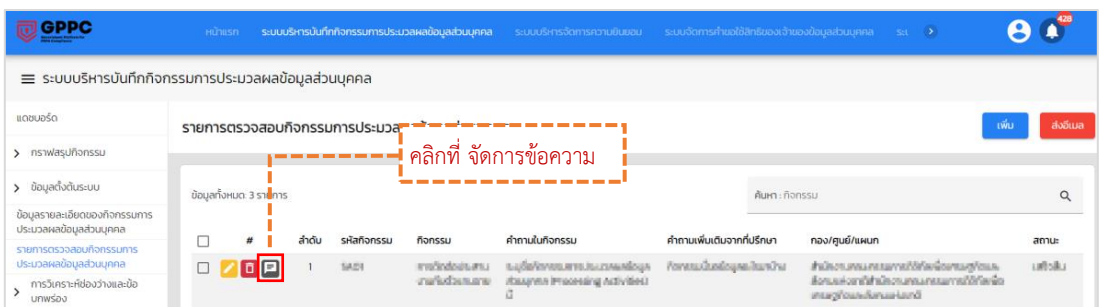 GPPC
หน้าแรก ระบบบริหารบันทึกกิจกรรมการประมวลผลข้อมูลส่วนบุคคล ระบบบริหารจัดการความยินยอม ระบบจัดการคำขอใช้สิทธิของเจ้าของข้อมูลส่วนบุคคล
428
ระบบบริหารบันทึกกิจกรรมการประมวลผลข้อมูลส่วนบุคคล
แดชบอร์ด
กราฟสรุปกิจกรรม
ข้อมูลตั้งต้นระบบ
ข้อมูลรายละเอียดของกิจกรรมการ
ประมวลผลข้อมูลส่วนบุคคล
รายการตรวจสอบกิจกรรมการ
ประมวลผลข้อมูลส่วนบุคคล
การวิเคราะห์ช่องว่างและข้อ
บกพร่อง
รายการตรวจสอบกิจกรรมการประมวล
เพิ่ม ส่งอีเมล
คลิกที่ จัดการข้อความ
ข้อมูลทั้งหมด 3 รายการ
ค้นหา : กิจกรรม
# ลำดับ รหัสกิจกรรม กิจกรรม คำถามในกิจกรรม คำถามเพิ่มเติมจากที่ปรึกษา กอง/ศูนย์/แผนก สถานะ
1